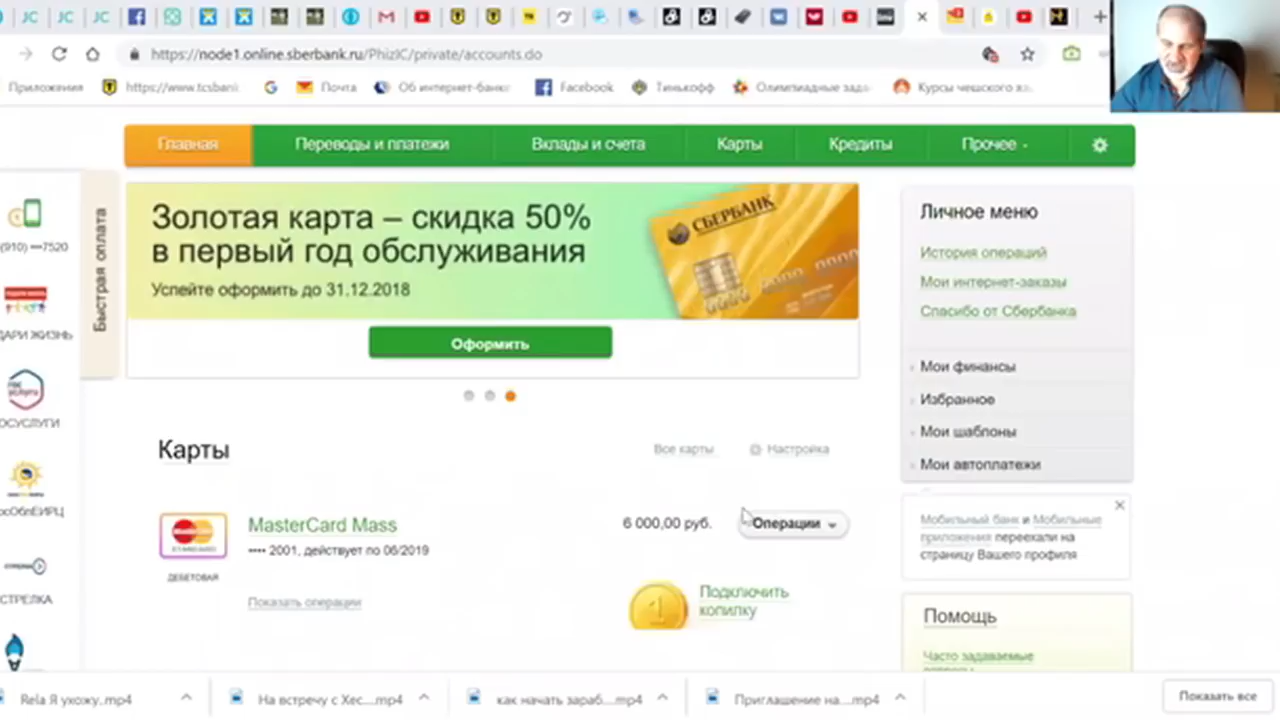 https://node1.online.sberbank.ru/PhizIC/private/accounts.do
Приложения
https://www.tcsbank
Почта
Об интернет-банк
Facebook
Тинькофф
Олимпиадные зада
Курсы чешского яз
Главная
Переводы и платежи
Вклады и счета
Карты
Кредиты
Прочее
Быстрая оплата
(910) •••7520
ДАРИ ЖИЗНЬ
ОСУСЛУГИ
осОблЕИРЦ
СТРЕЛКА
Золотая карта – скидка 50%
в первый год обслуживания
Успейте оформить до 31.12.2018
СБЕРБАНК
Оформить
Карты
Все карты
Настройка
MasterCard Mass
6 000,00 руб.
Операции
•••• 2001, действует по 06/2019
ДЕБЕТОВАЯ
Показать операции
1
Подключить
копилку
Личное меню
История операций
Мои интернет-заказы
Спасибо от Сбербанка
Мои финансы
Избранное
Мои шаблоны
Мои автоплатежи
Мобильный банк и Мобильные
приложения переехали на
страницу Вашего профиля
Помощь
Часто задаваемые
Rela Я ухожу.mp4
На встречу с Хес....mp4
как начать зараб....mp4
Приглашение на....mp4
Показать все